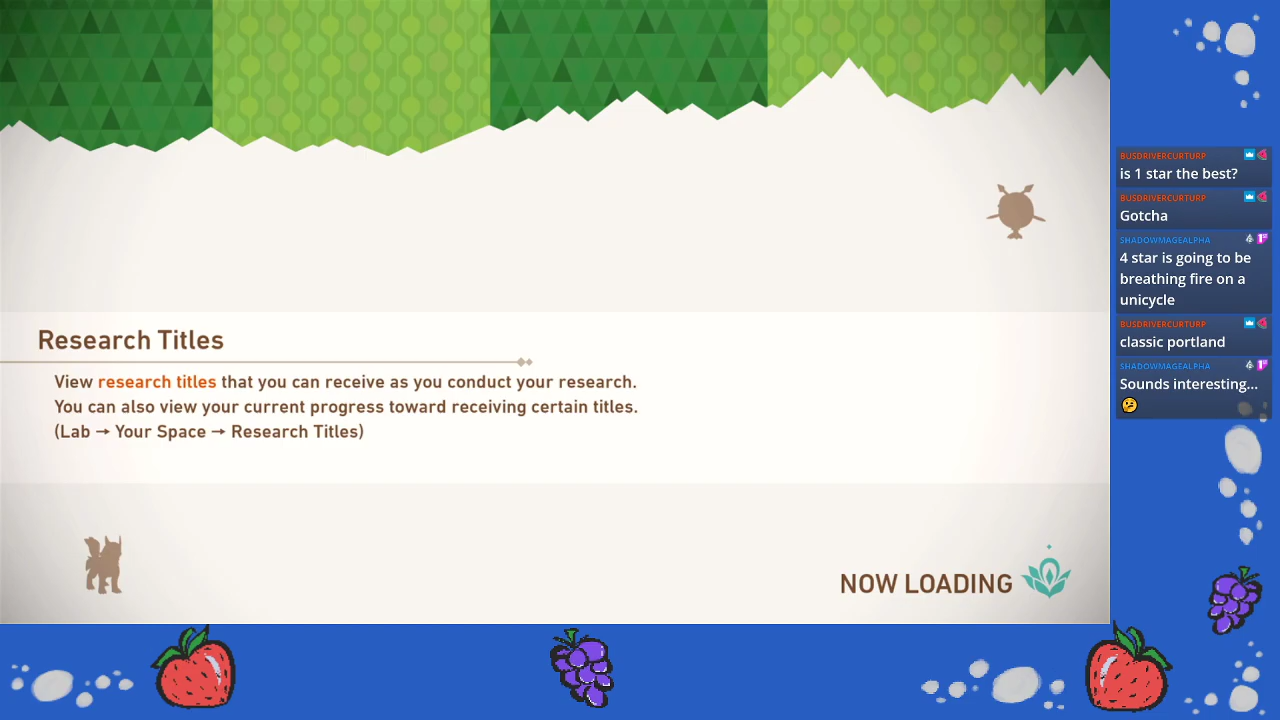 Research Titles
View research titles that you can receive as you conduct your research.
You can also view your current progress toward receiving certain titles.
(Lab → Your Space → Research Titles)
NOW LOADING
BUSDRIVERCURTURP
is 1 star the best?
BUSDRIVERCURTURP
Gotcha
SHADOWMAGEALPHA
4 star is going to be
breathing fire on a
unicycle
BUSDRIVERCURTURP
classic portland
SHADOWMAGEALPHA
Sounds interesting...